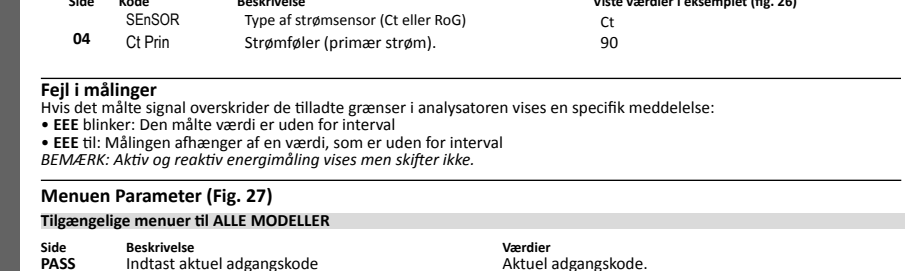 Side Kode Beskrivelse Viste værdier i eksemplet (fig. 26)
SEnSOR Type af strømsensor (Ct eller RoG) Ct
04 Ct Prin Strømføler (primær strøm). 90
Fejl i målinger
Hvis det målte signal overskrider de tilladte grænser i analysatoren vises en specifik meddelelse:
• EEE blinker: Den målte værdi er uden for interval
• EEE til: Målingen afhænger af en værdi, som er uden for interval
BEMÆRK: Aktiv og reaktiv energimåling vises men skifter ikke.
Menuen Parameter (Fig. 27)
Tilgængelige menuer til ALLE MODELLER
Side Beskrivelse Værdier
PASS Indtast aktuel adgangskode Aktuel adgangskode.